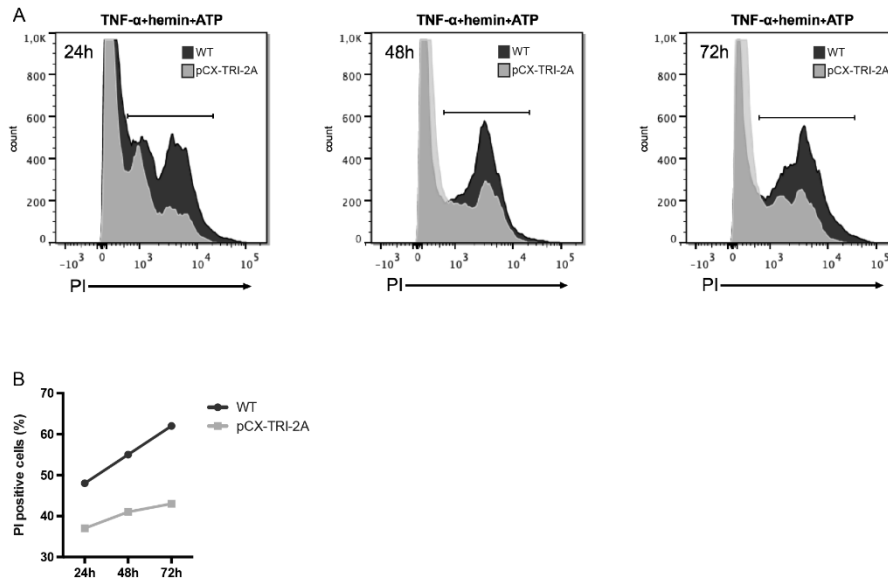 A
TNF-α+hemin+ATP
24h
WT
pCX-TRI-2A
1,0K
800
600
400
200
0
count
-10³ 0 10³ 10⁴ 10⁵
PI
TNF-α+hemin+ATP
48h
WT
pCX-TRI-2A
1,0K
800
600
400
200
0
count
-10³ 0 10³ 10⁴ 10⁵
PI
TNF-α+hemin+ATP
72h
WT
pCX-TRI-2A
1,0K
800
600
400
200
0
count
-10³ 0 10³ 10⁴ 10⁵
PI
B
70
60
50
40
30
PI positive cells (%)
WT
pCX-TRI-2A
24h 48h 72h